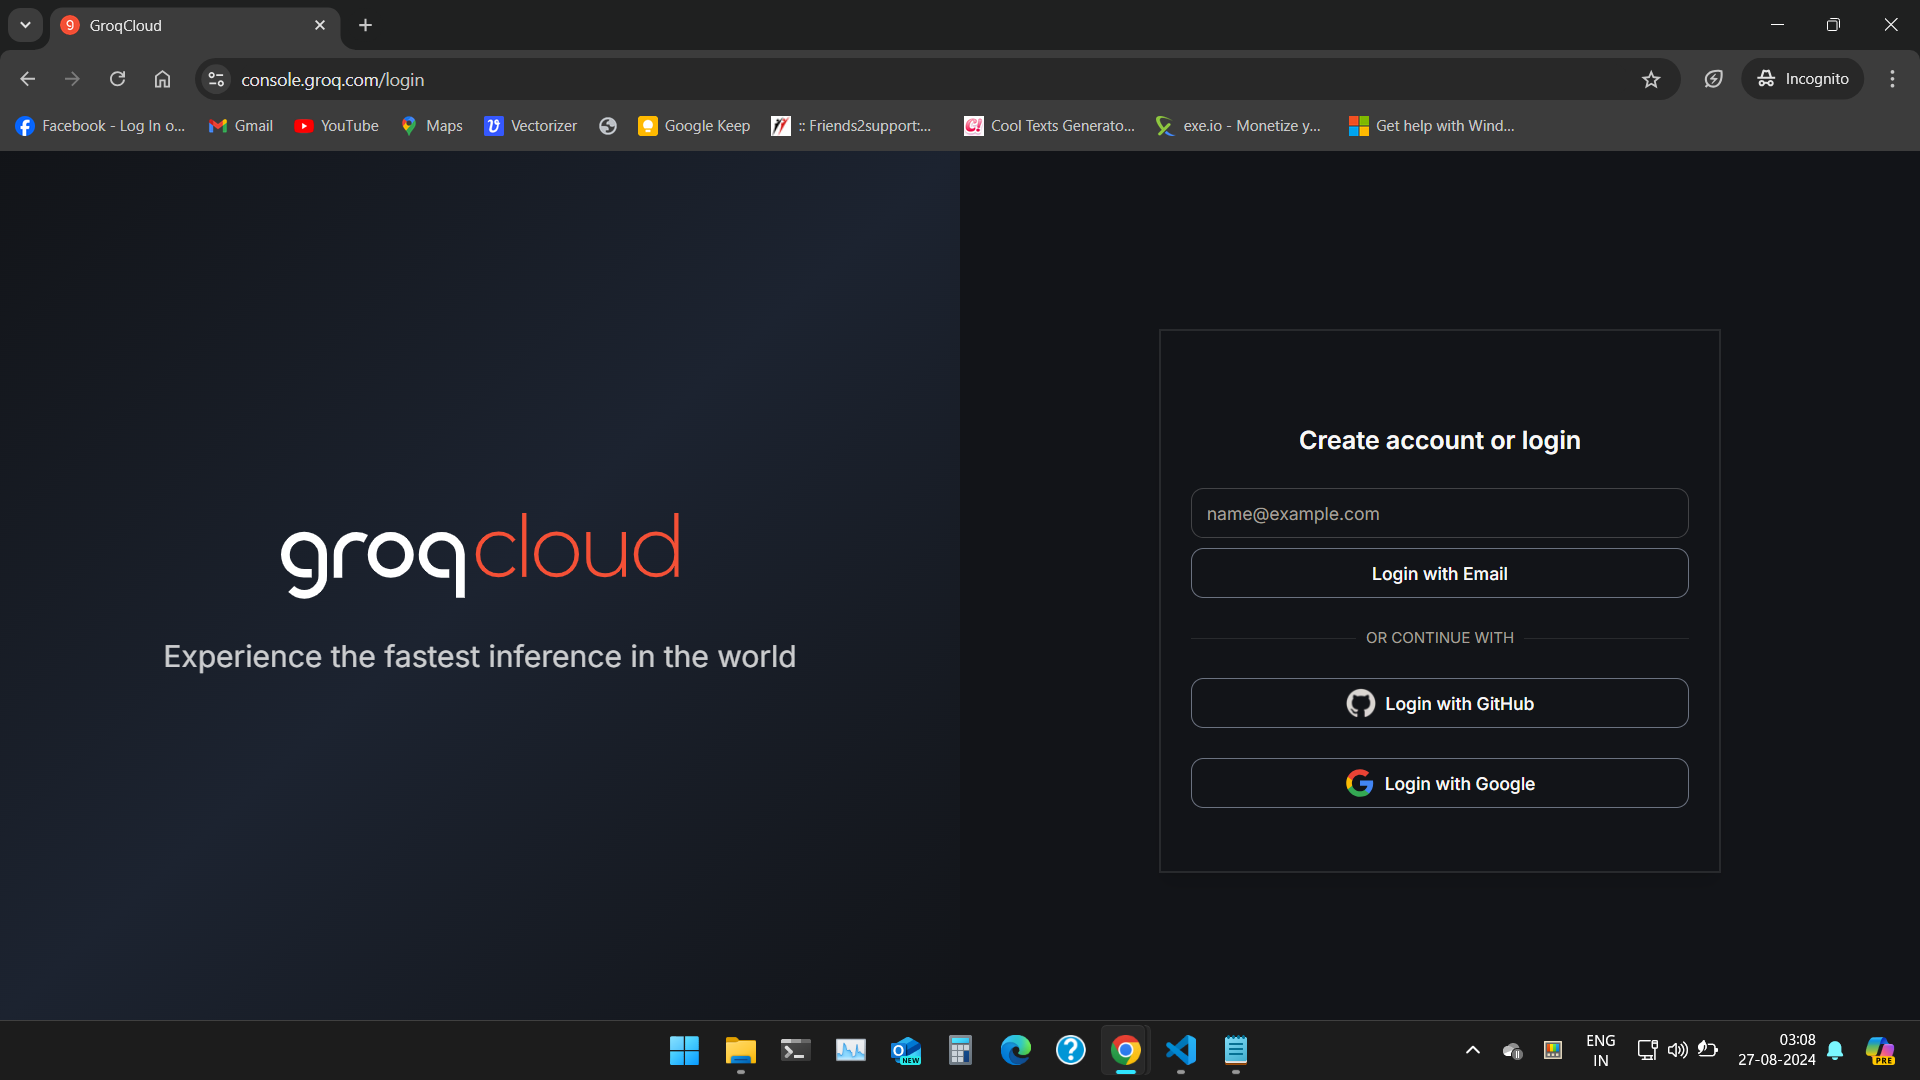 GroqCloud
console.groq.com/login
Incognito
Facebook - Log In o...
Gmail
YouTube
Maps
Vectorizer
Google Keep
:: Friends2support:...
Cool Texts Generato...
exe.io - Monetize y...
Get help with Wind...
groqcloud
Experience the fastest inference in the world
Create account or login
name@example.com
Login with Email
OR CONTINUE WITH
Login with GitHub
Login with Google
NEW
ENG
IN
03:08
27-08-2024
PRE